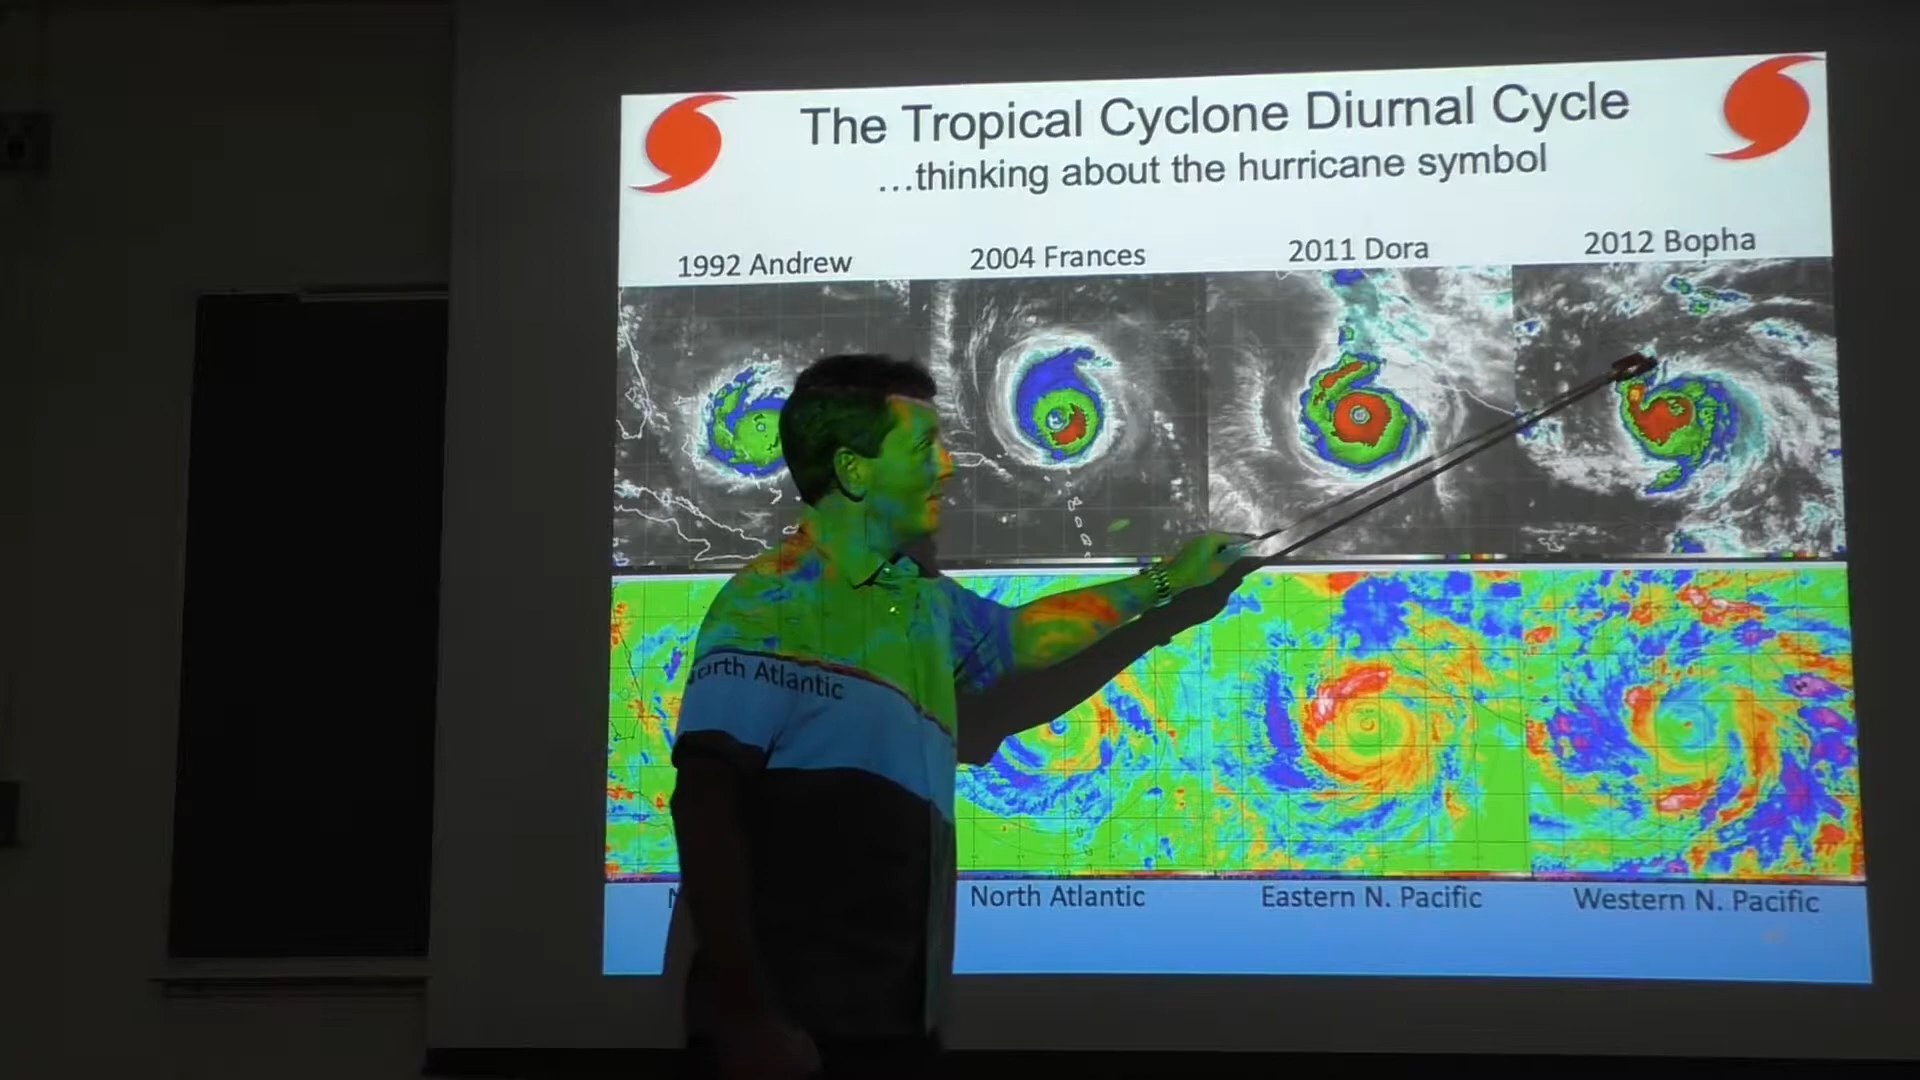 The Tropical Cyclone Diurnal Cycle
…thinking about the hurricane symbol
1992 Andrew
2004 Frances
2011 Dora
2012 Bopha
North Atlantic
North Atlantic
Eastern N. Pacific
Western N. Pacific